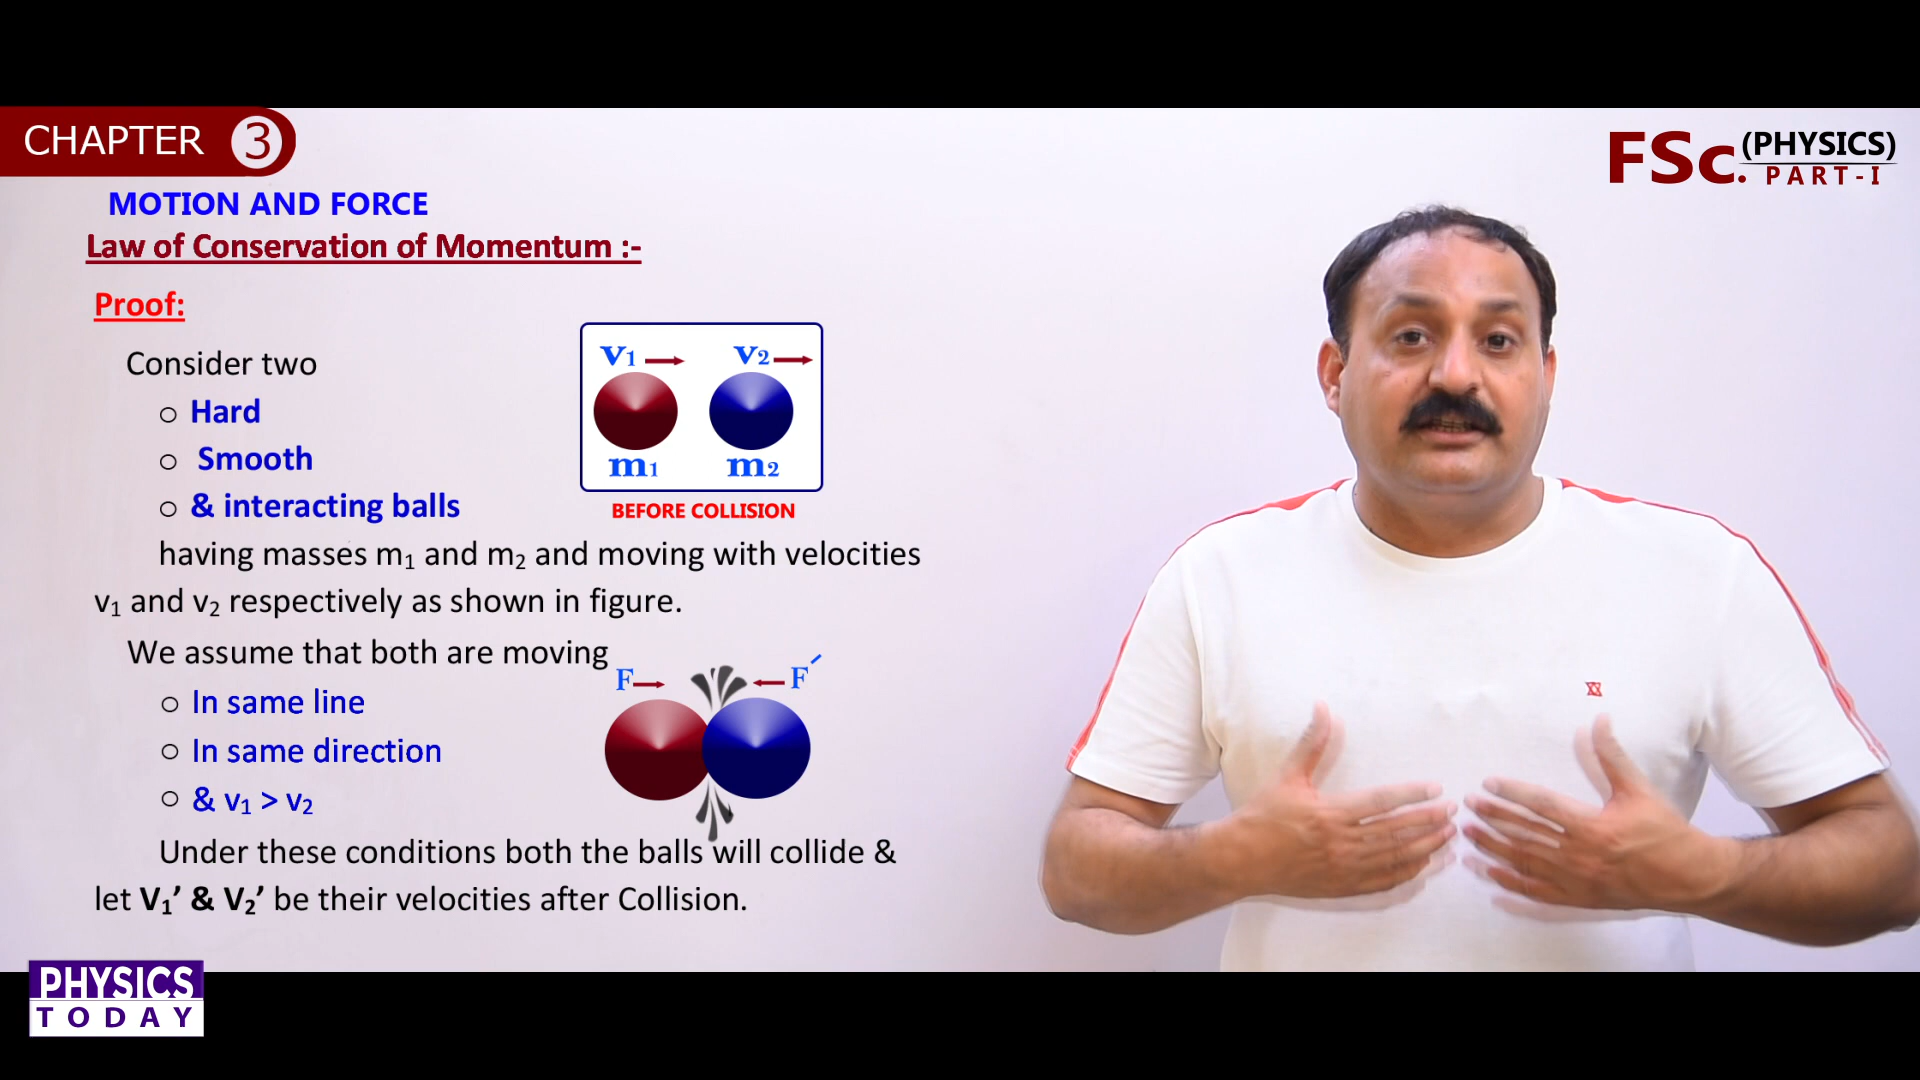 CHAPTER 3
FSc. (PHYSICS)
PART-I
MOTION AND FORCE
Law of Conservation of Momentum :-
Proof:
Consider two
Hard
Smooth
& interacting balls
v1 v2
m1 m2
BEFORE COLLISION
having masses m₁ and m₂ and moving with velocities
v₁ and v₂ respectively as shown in figure.
We assume that both are moving
In same line
In same direction
& v₁ > v₂
F F′
Under these conditions both the balls will collide &
let V₁’ & V₂’ be their velocities after Collision.
PHYSICS
TODAY